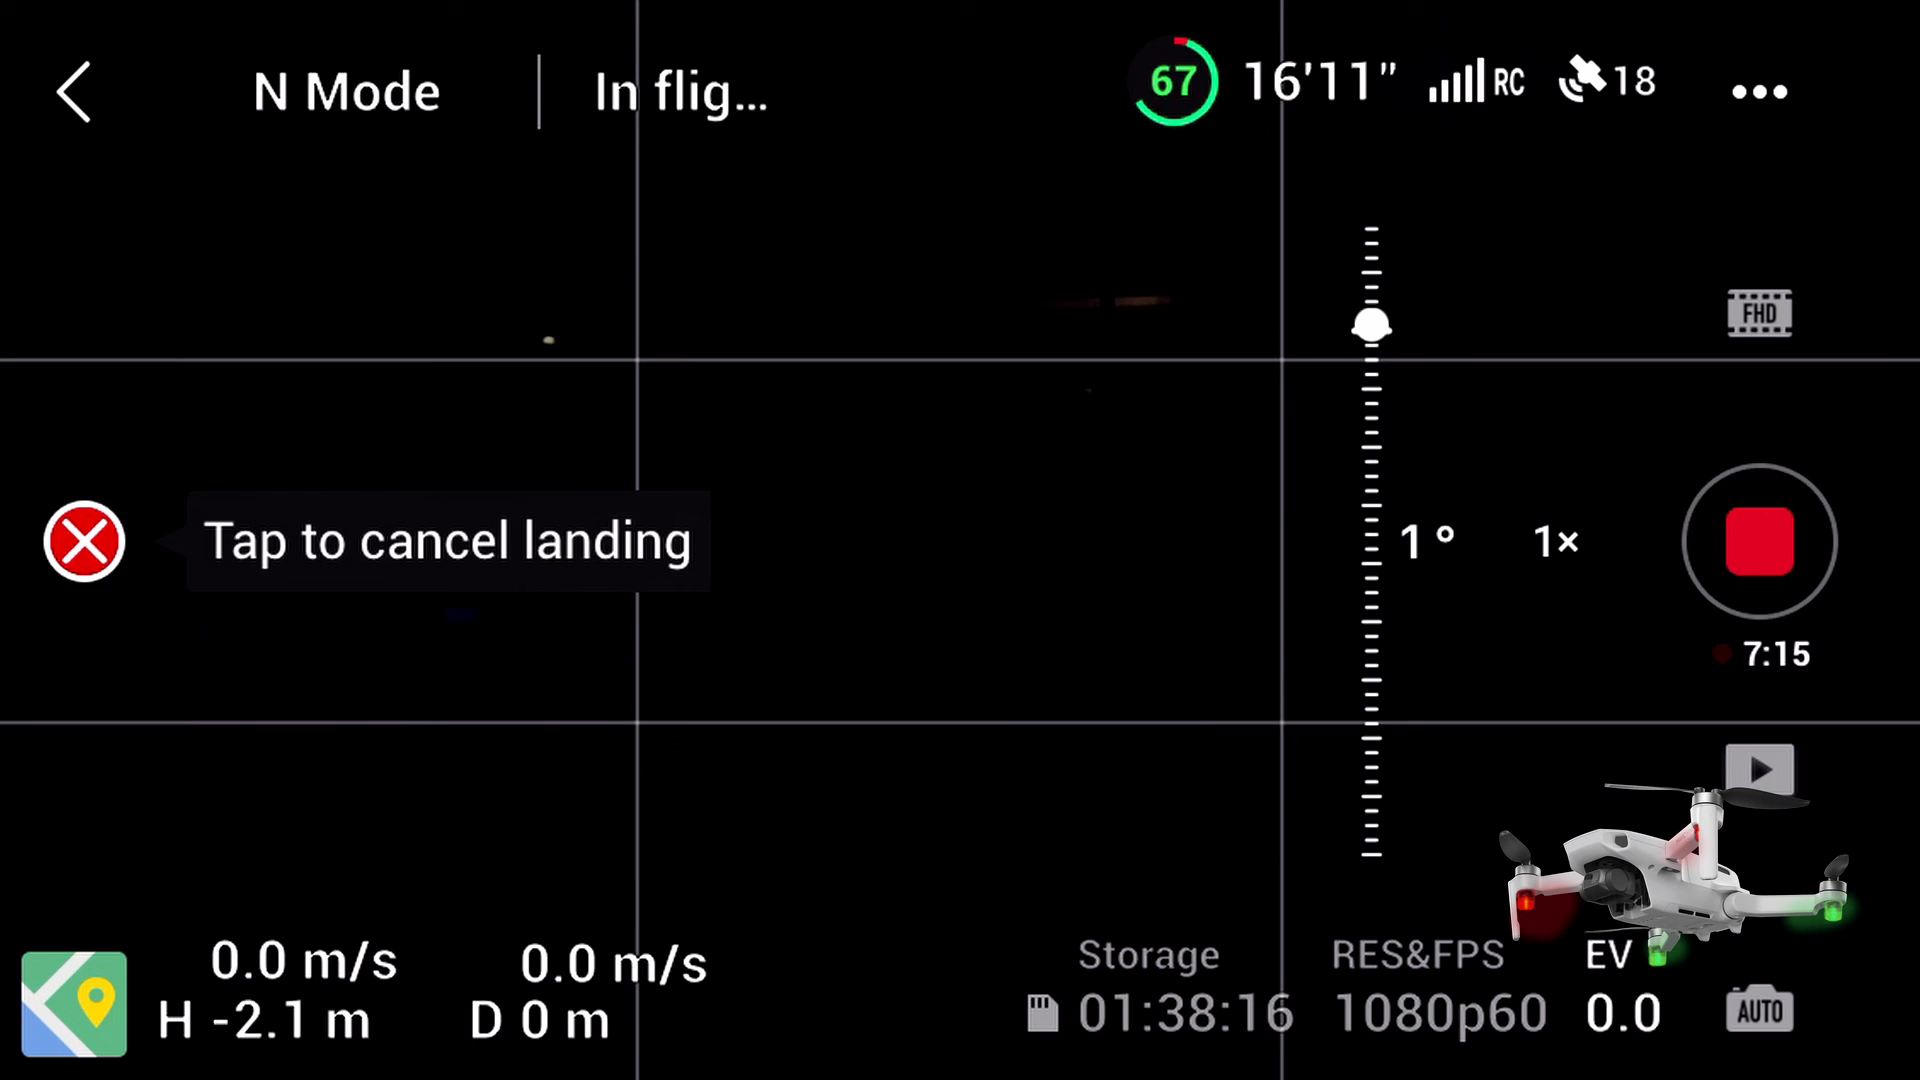 N Mode
In flig...
67
16'11"
RC
18
FHD
Tap to cancel landing
1°
1×
7:15
0.0 m/s
0.0 m/s
H -2.1 m
D 0 m
Storage
01:38:16
RES&FPS
1080p60
EV
0.0
AUTO